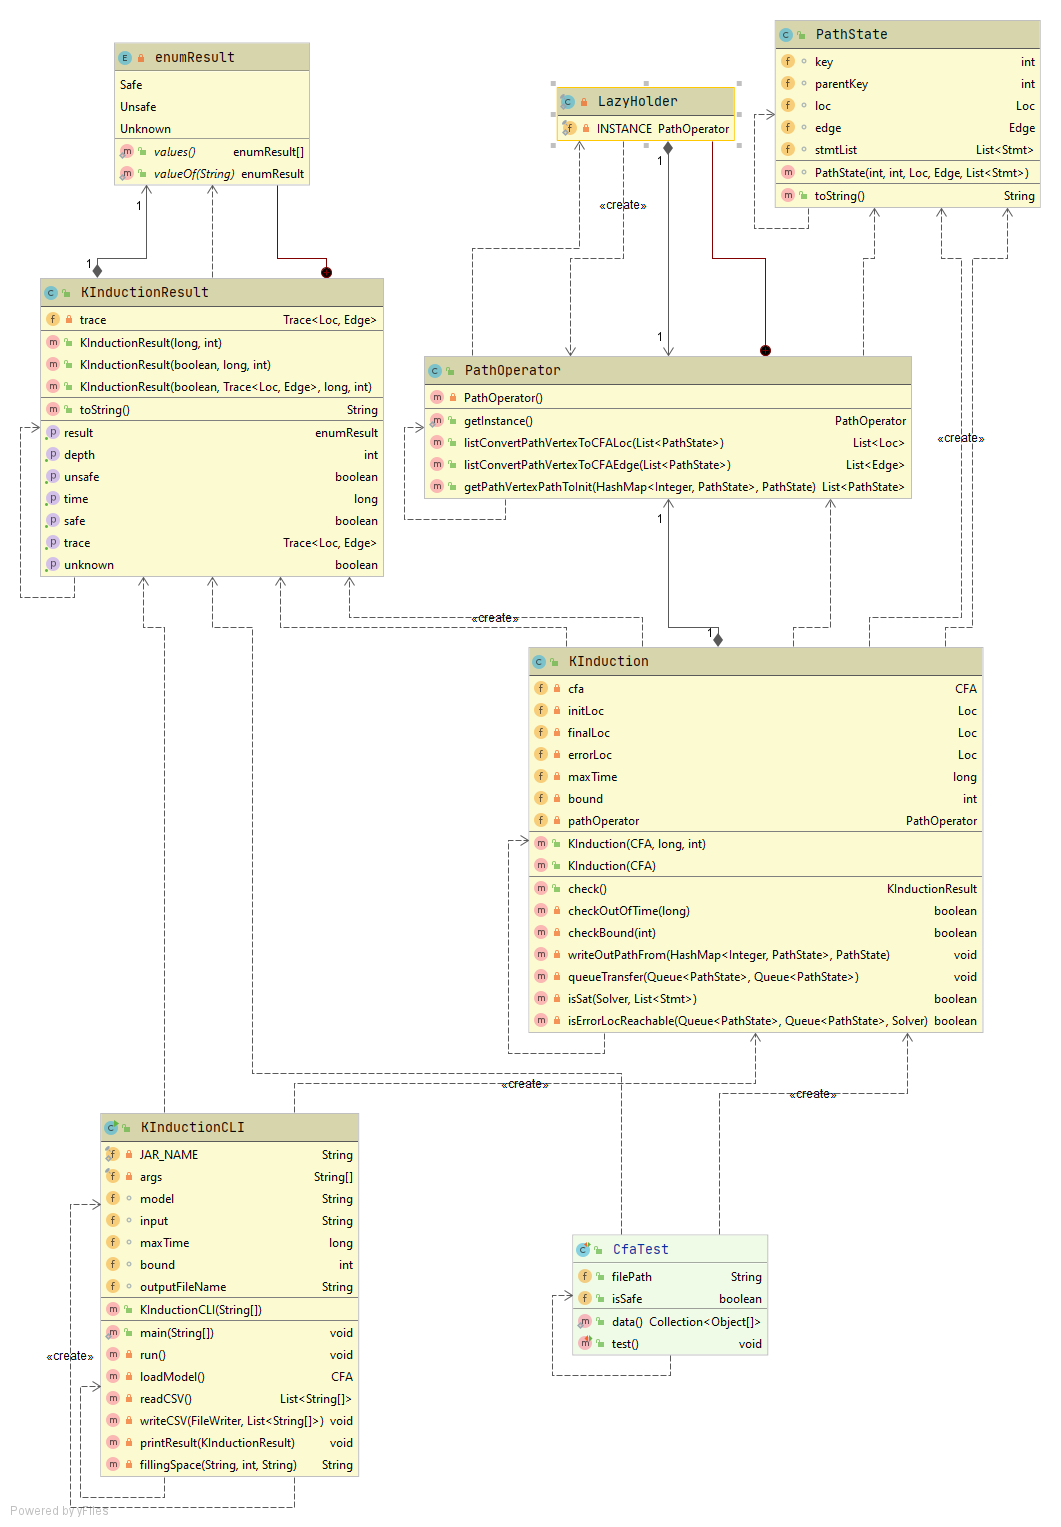 PathState
key int
parentKey int
loc Loc
edge Edge
stmtList List<Stmt>
PathState(int, int, Loc, Edge, List<Stmt>)
toString() String
enumResult
Safe
Unsafe
Unknown
values() enumResult[]
valueOf(String) enumResult
LazyHolder
INSTANCE PathOperator
1
«create»
1
1
1
KInductionResult
trace Trace<Loc, Edge>
KInductionResult(long, int)
KInductionResult(boolean, long, int)
KInductionResult(boolean, Trace<Loc, Edge>, long, int)
toString() String
result enumResult
depth int
unsafe boolean
time long
safe boolean
trace Trace<Loc, Edge>
unknown boolean
PathOperator
PathOperator()
getInstance() PathOperator
listConvertPathVertexToCFALoc(List<PathState>) List<Loc>
listConvertPathVertexToCFAEdge(List<PathState>) List<Edge>
getPathVertexPathToInit(HashMap<Integer, PathState>, PathState) List<PathState>
«create»
1
«create»
1
KInduction
cfa CFA
initLoc Loc
finalLoc Loc
errorLoc Loc
maxTime long
bound int
pathOperator PathOperator
KInduction(CFA, long, int)
KInduction(CFA)
check() KInductionResult
checkOutOfTime(long) boolean
checkBound(int) boolean
writeOutPathFrom(HashMap<Integer, PathState>, PathState) void
queueTransfer(Queue<PathState>, Queue<PathState>) void
isSat(Solver, List<Stmt>) boolean
isErrorLocReachable(Queue<PathState>, Queue<PathState>, Solver) boolean
«create»
«create»
KInductionCLI
JAR_NAME String
args String[]
model String
input String
maxTime long
bound int
outputFileName String
KInductionCLI(String[])
main(String[]) void
run() void
loadModel() CFA
readCSV() List<String[]>
writeCSV(FileWriter, List<String[]>) void
printResult(KInductionResult) void
fillingSpace(String, int, String) String
«create»
CfaTest
filePath String
isSafe boolean
data() Collection<Object[]>
test() void
Powered by yFiles